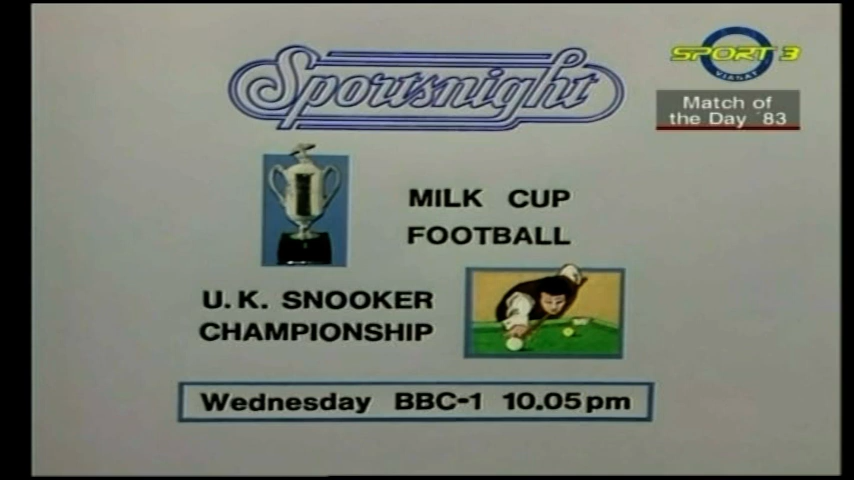 Sportsnight
SPORT 3
VIASAT
Match of
the Day ´83
MILK CUP
FOOTBALL
U.K. SNOOKER
CHAMPIONSHIP
Wednesday BBC-1 10.05pm